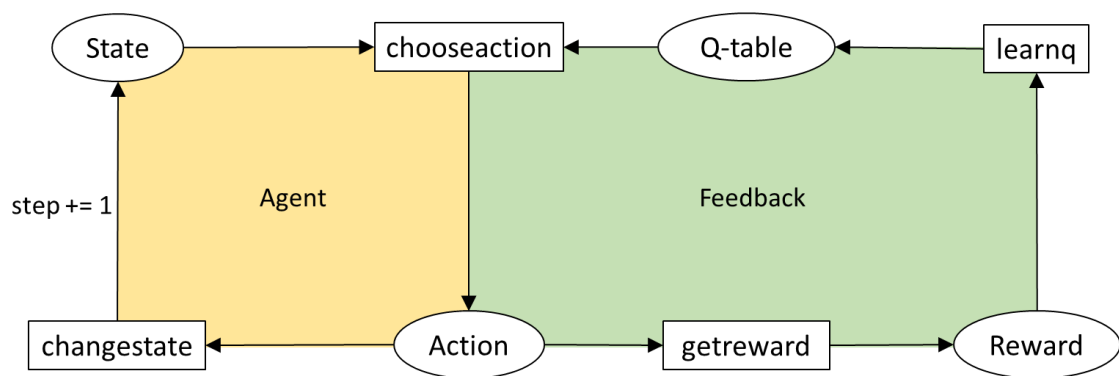 State
chooseaction
Q-table
learnq
step += 1
Agent
Feedback
changestate
Action
getreward
Reward